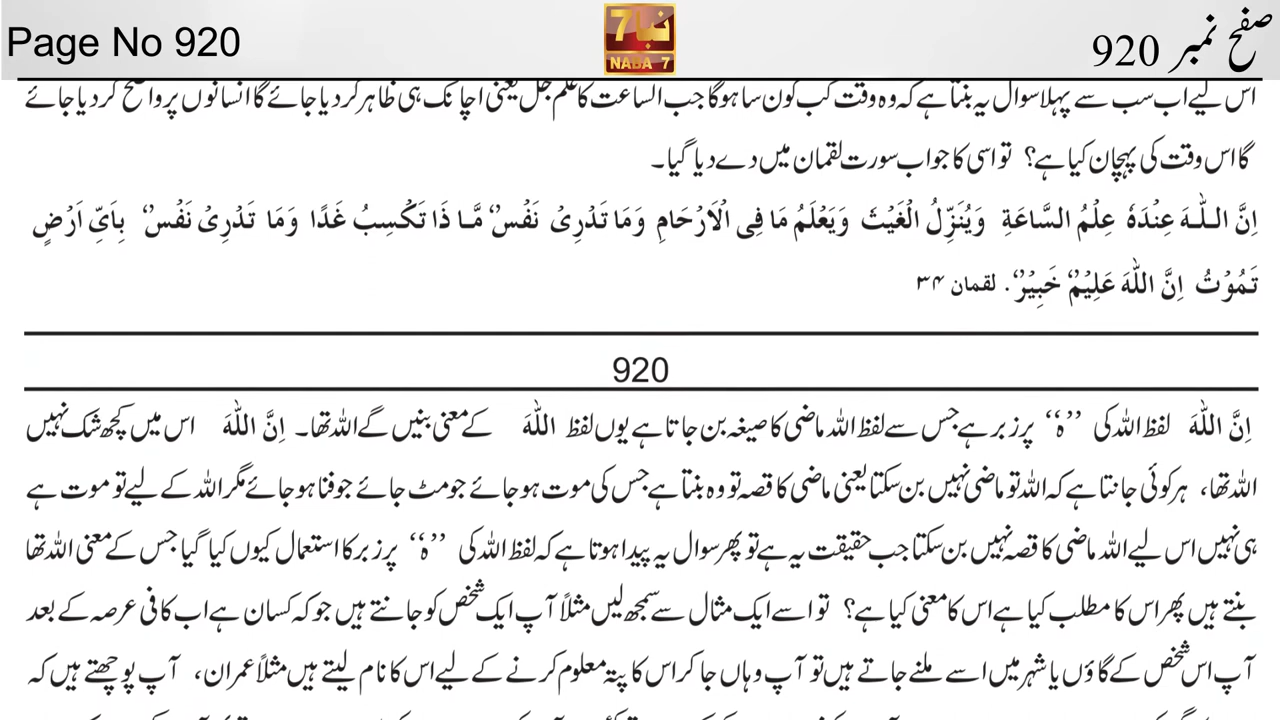 Page No 920
نبا 7
NABA 7
صفحہ نمبر 920
اس لیے اب سب سے پہلا سوال یہ بنتا ہے کہ وہ وقت کب کون سا ہوگا جب الساعت کا علم جل یعنی اچانک ہی ظاہر کر دیا جائے گا انسانوں پر واضح کر دیا جائے
گا اس وقت کی پہچان کیا ہے؟ تو اسی کا جواب سورت لقمان میں دے دیا گیا۔
اِنَّ اللّٰہَ عِنْدَہٗ عِلْمُ السَّاعَۃِ وَیُنَزِّلُ الْغَیْثَ وَیَعْلَمُ مَا فِی الْاَرْحَامِ وَمَا تَدْرِیْ نَفْس'' مَّا ذَا تَکْسِبُ غَدًا وَمَا تَدْرِیْ نَفْس'' بِاَیِّ اَرْضٍ
تَمُوْتُ اِنَّ اللّٰہَ عَلِیْم'' خَبِیْر''. لقمان ۳۴
920
اِنَّ اللّٰہَ لفظ اللہ کی ’’ہ‘‘ پر زبر ہے جس سے لفظ اللہ ماضی کا صیغہ بن جاتا ہے یوں لفظ اللّٰہَ کے معنی بنیں گے اللہ تھا۔ اِنَّ اللّٰہَ اس میں کچھ شک نہیں
اللہ تھا، ہر کوئی جانتا ہے کہ اللہ تو ماضی نہیں بن سکتا یعنی ماضی کا قصہ تو وہ بنتا ہے جس کی موت ہو جائے جو مٹ جائے جو فنا ہو جائے مگر اللہ کے لیے تو موت ہے
ہی نہیں اس لیے اللہ ماضی کا قصہ نہیں بن سکتا جب حقیقت یہ ہے تو پھر سوال یہ پیدا ہوتا ہے کہ لفظ اللہ کی ’’ہ‘‘ پر زبر کا استعمال کیوں کیا گیا جس کے معنی اللہ تھا
بنتے ہیں پھر اس کا مطلب کیا ہے اس کا معنی کیا ہے؟ تو اسے ایک مثال سے سمجھ لیں مثلاً آپ ایک شخص کو جانتے ہیں جو کہ کسان ہے اب کافی عرصہ کے بعد
آپ اس شخص کے گاؤں یا شہر میں اسے ملنے جاتے ہیں تو آپ وہاں جا کر اس کا پتہ معلوم کرنے کے لیے اس کا نام لیتے ہیں مثلاً عمران، آپ پوچھتے ہیں کہ